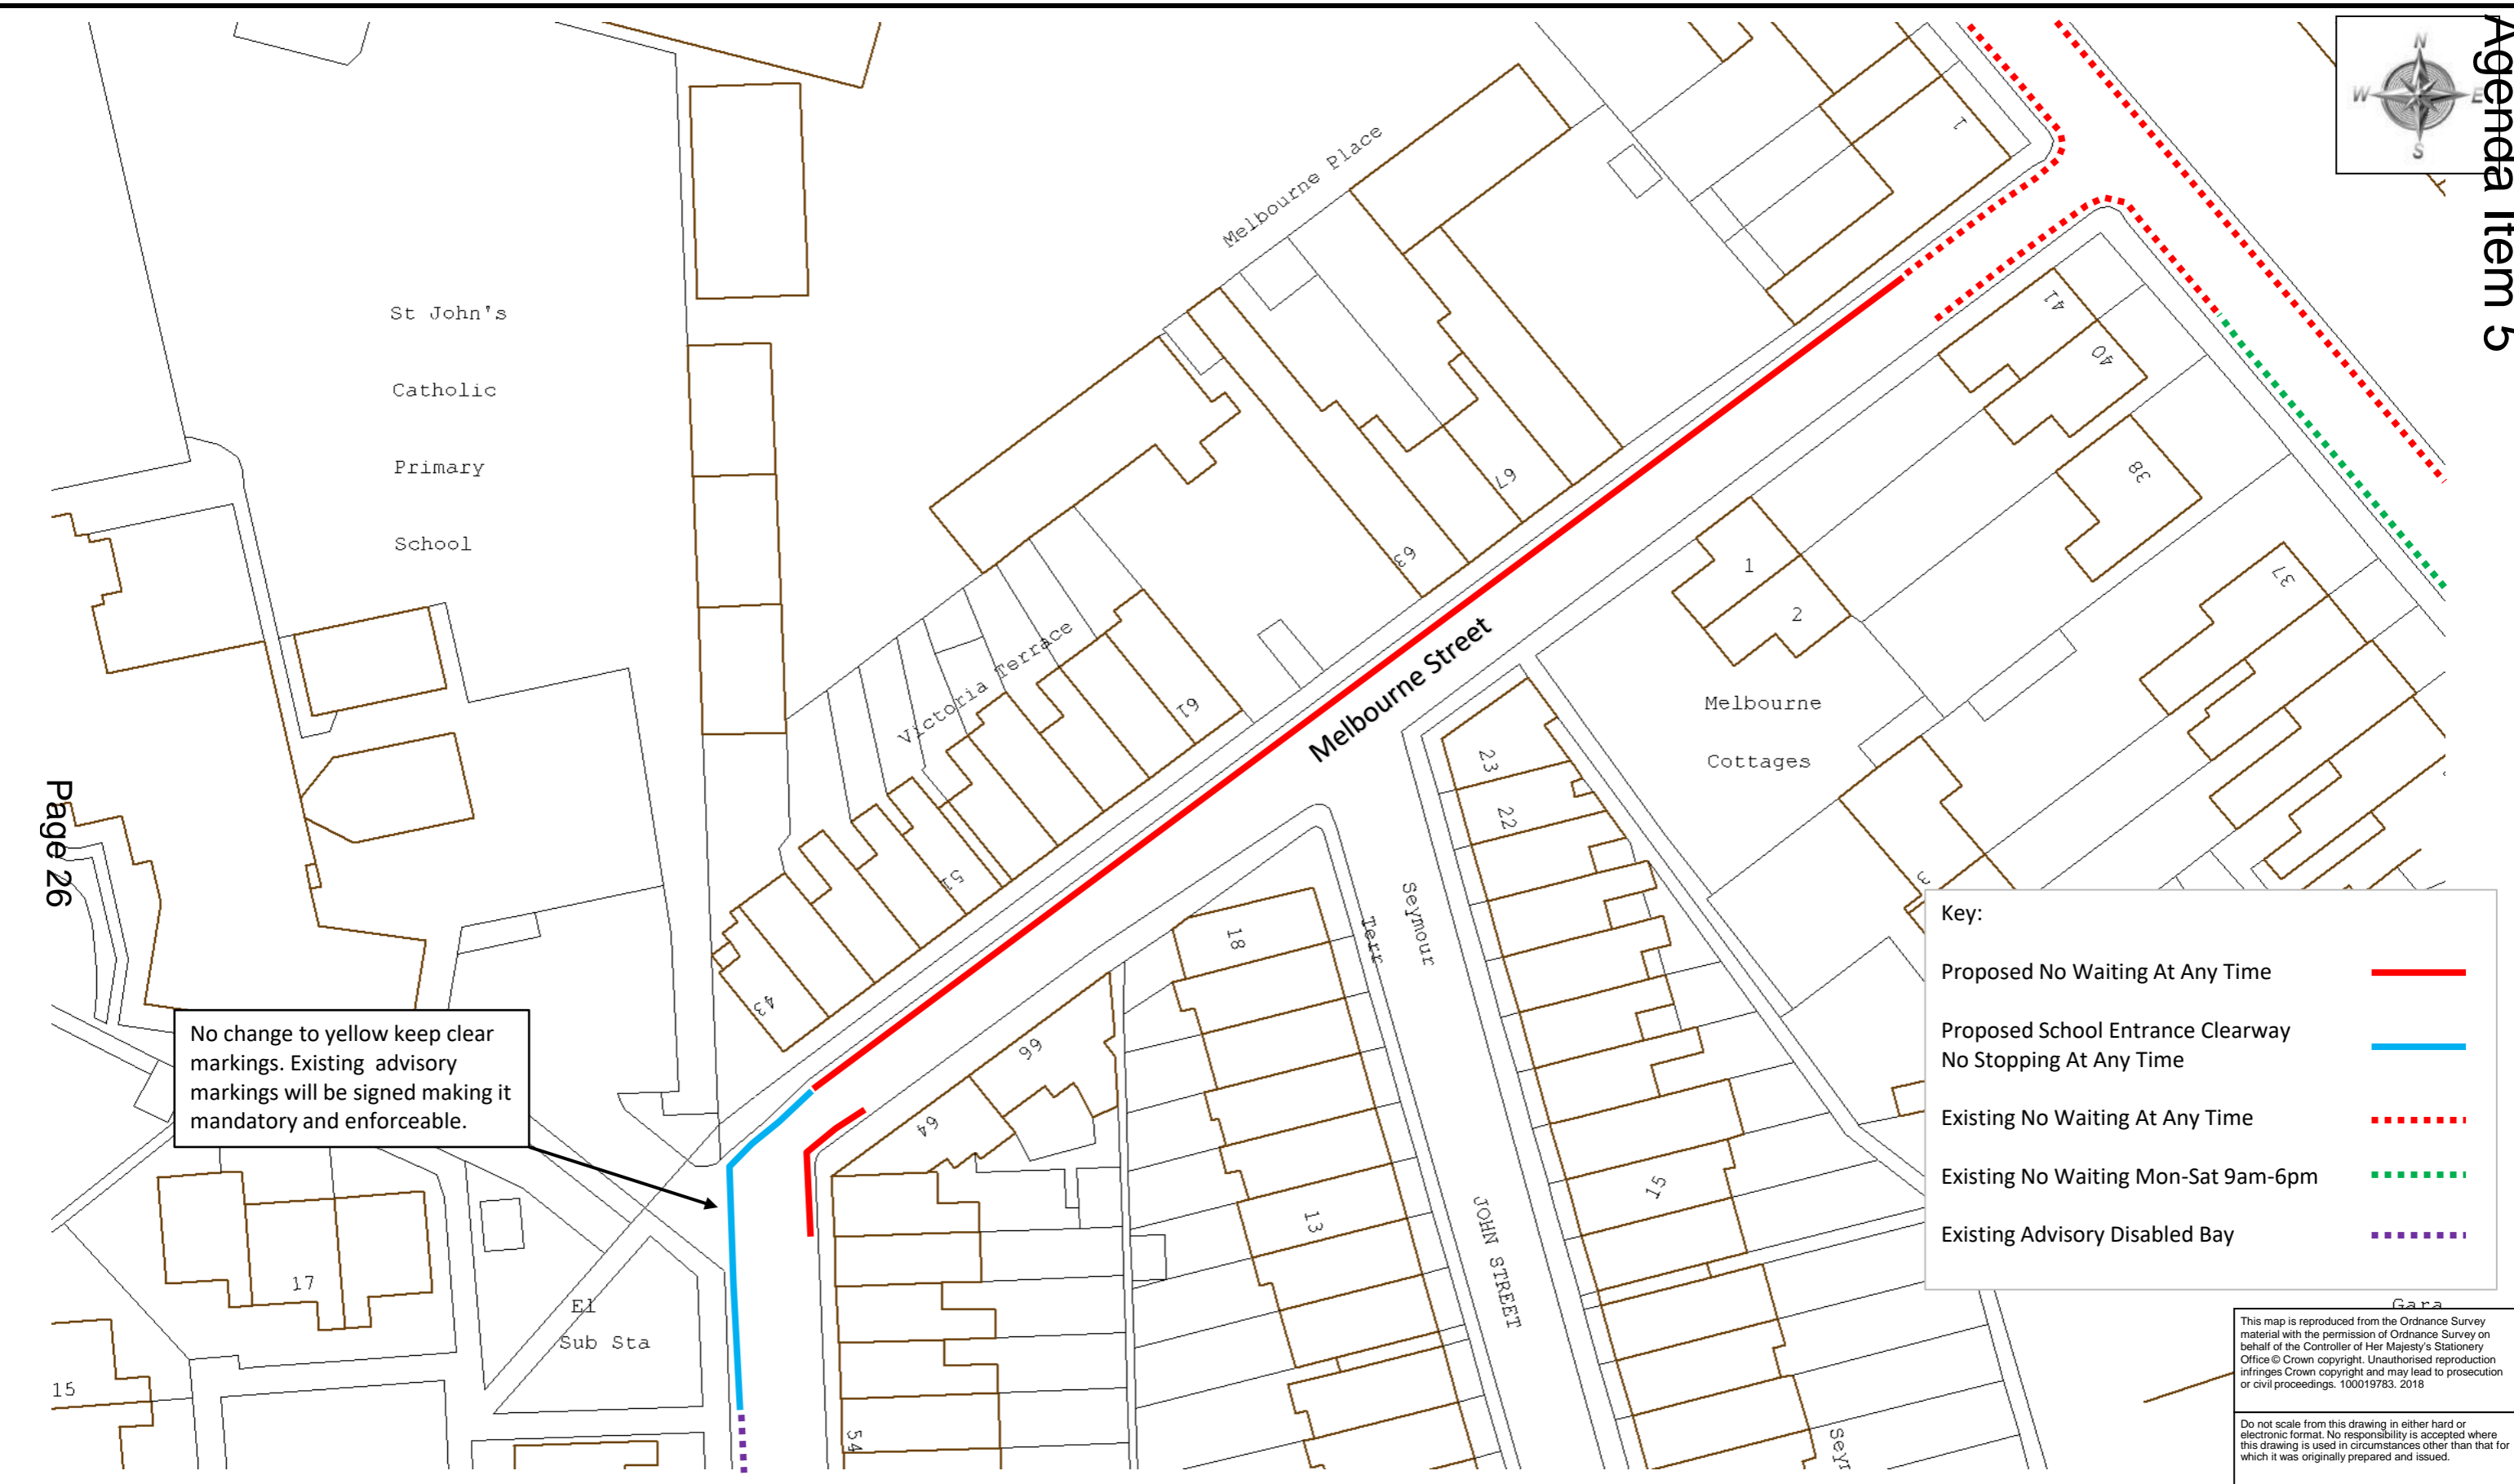 Agenda Item 5
N
W
E
S
Melbourne Place
1
St John's
Catholic
Primary
School
41
40
38
37
67
63
1
2
Melbourne Street
Victoria Terrace
61
Melbourne
Cottages
23
22
51
43
3
Seymour
Terr
18
66
64
Page 26
No change to yellow keep clear
markings. Existing advisory
markings will be signed making it
mandatory and enforceable.
Key:
Proposed No Waiting At Any Time
Proposed School Entrance Clearway
No Stopping At Any Time
Existing No Waiting At Any Time
Existing No Waiting Mon-Sat 9am-6pm
Existing Advisory Disabled Bay
15
13
JOHN STREET
17
El
Sub Sta
15
54
Seyr
Gara
This map is reproduced from the Ordnance Survey
material with the permission of Ordnance Survey on
behalf of the Controller of Her Majesty's Stationery
Office © Crown copyright. Unauthorised reproduction
infringes Crown copyright and may lead to prosecution
or civil proceedings. 100019783. 2018
Do not scale from this drawing in either hard or
electronic format. No responsibility is accepted where
this drawing is used in circumstances other than that for
which it was originally prepared and issued.